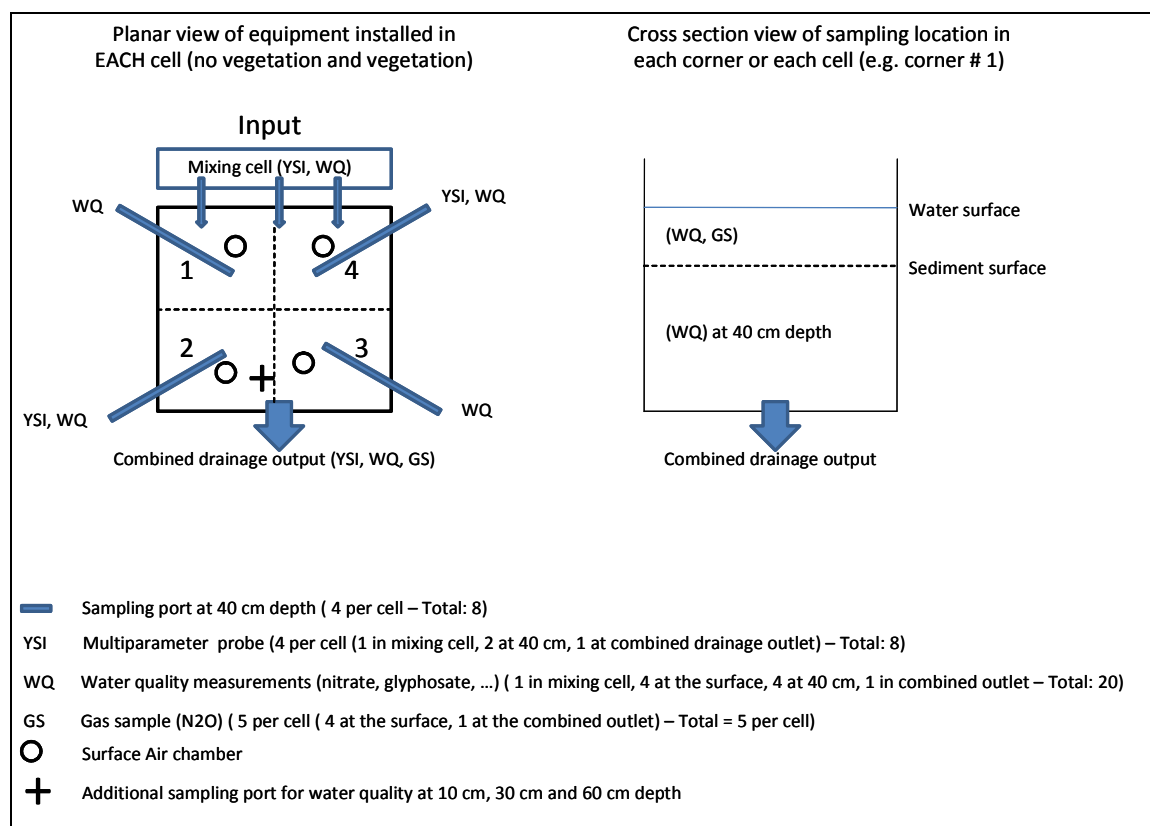 Planar view of equipment installed in
EACH cell (no vegetation and vegetation)
Input
Mixing cell (YSI, WQ)
WQ
YSI, WQ
1
4
2
3
YSI, WQ
WQ
Combined drainage output (YSI, WQ, GS)
Cross section view of sampling location in
each corner or each cell (e.g. corner # 1)
Water surface
(WQ, GS)
Sediment surface
(WQ) at 40 cm depth
Combined drainage output
Sampling port at 40 cm depth ( 4 per cell – Total: 8)
YSI Multiparameter probe (4 per cell (1 in mixing cell, 2 at 40 cm, 1 at combined drainage outlet) – Total: 8)
WQ Water quality measurements (nitrate, glyphosate, ...) ( 1 in mixing cell, 4 at the surface, 4 at 40 cm, 1 in combined outlet – Total: 20)
GS Gas sample (N2O) ( 5 per cell ( 4 at the surface, 1 at the combined outlet) – Total = 5 per cell)
Surface Air chamber
Additional sampling port for water quality at 10 cm, 30 cm and 60 cm depth